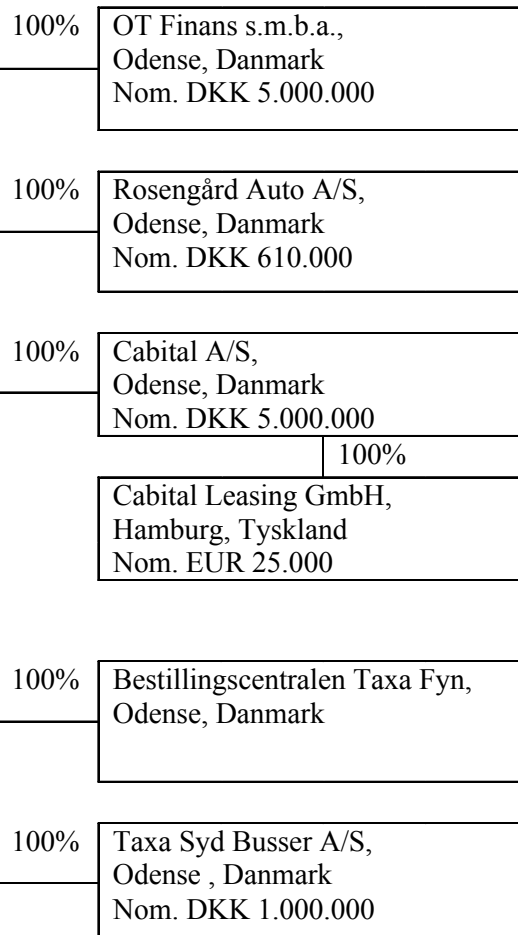 100%
OT Finans s.m.b.a.,
Odense, Danmark
Nom. DKK 5.000.000
100%
Rosengård Auto A/S,
Odense, Danmark
Nom. DKK 610.000
100%
Cabital A/S,
Odense, Danmark
Nom. DKK 5.000.000
100%
Cabital Leasing GmbH,
Hamburg, Tyskland
Nom. EUR 25.000
100%
Bestillingscentralen Taxa Fyn,
Odense, Danmark
100%
Taxa Syd Busser A/S,
Odense , Danmark
Nom. DKK 1.000.000